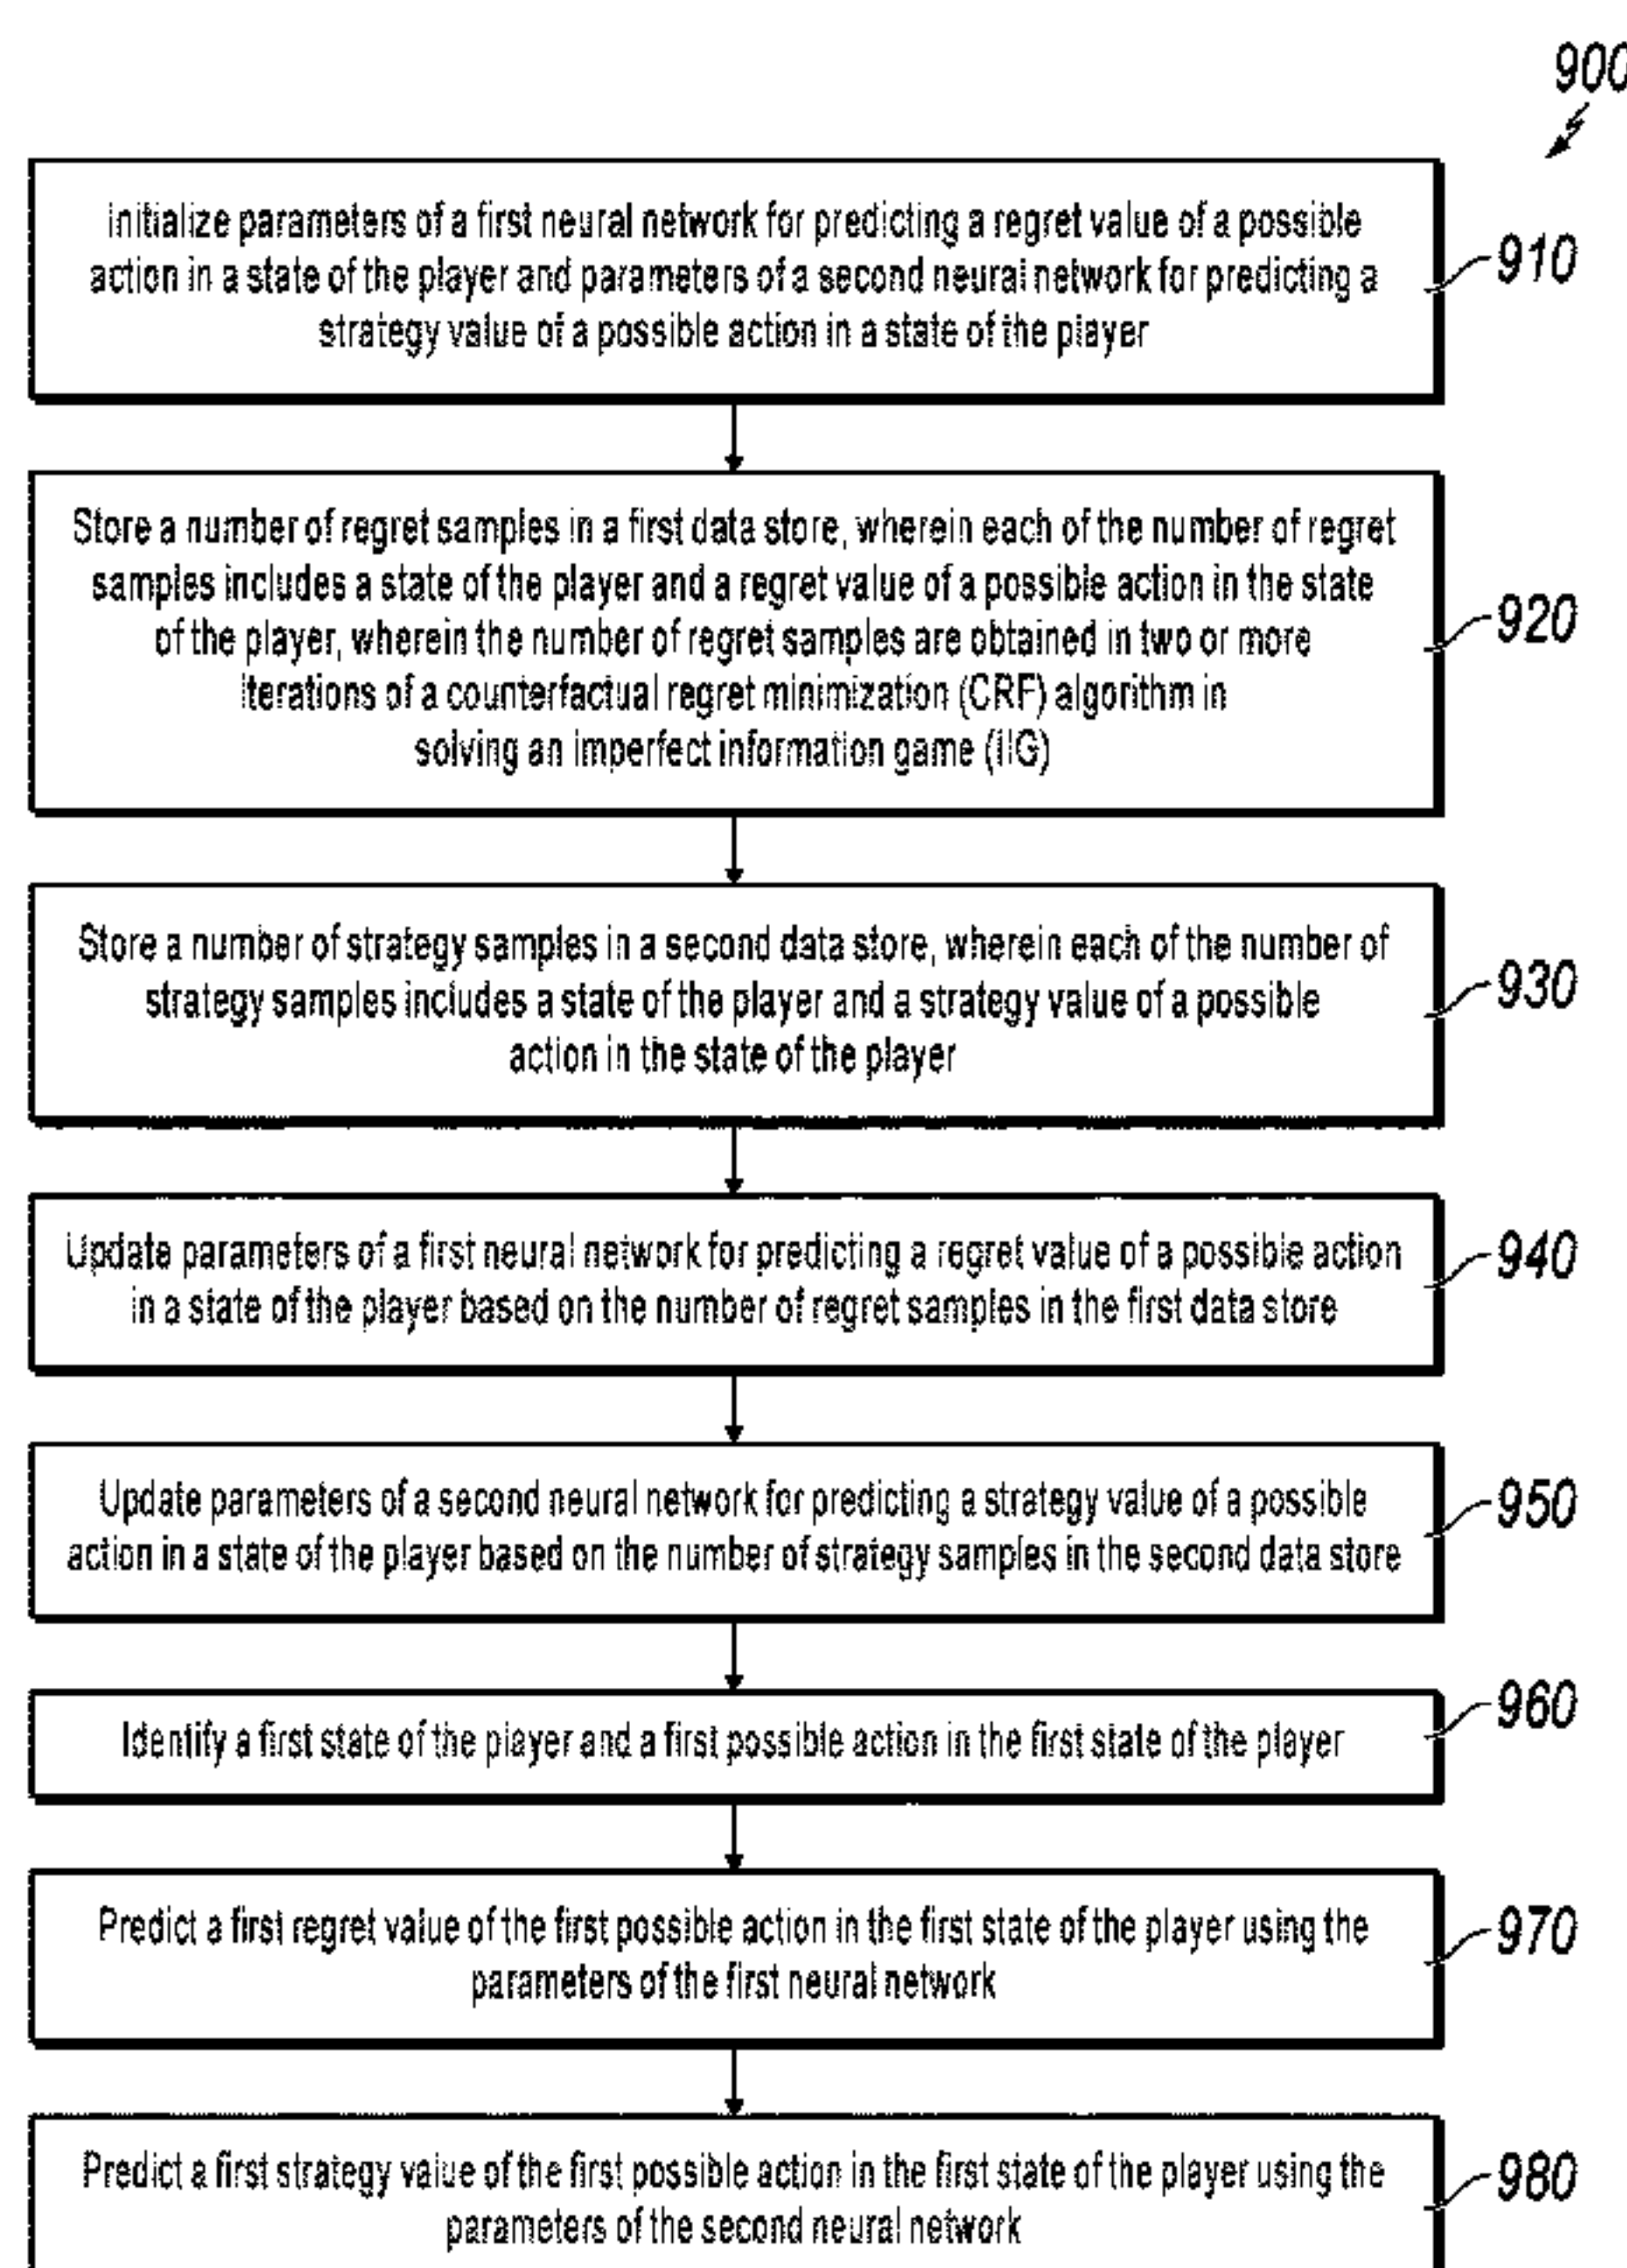 900
Initialize parameters of a first neural network for predicting a regret value of a possible
action in a state of the player and parameters of a second neural network for predicting a
strategy value of a possible action in a state of the player
910
Store a number of regret samples in a first data store, wherein each of the number of regret
samples includes a state of the player and a regret value of a possible action in the state
of the player, wherein the number of regret samples are obtained in two or more
iterations of a counterfactual regret minimization (CRF) algorithm in
solving an imperfect information game (IIG)
920
Store a number of strategy samples in a second data store, wherein each of the number of
strategy samples includes a state of the player and a strategy value of a possible
action in the state of the player
930
Update parameters of a first neural network for predicting a regret value of a possible action
in a state of the player based on the number of regret samples in the first data store
940
Update parameters of a second neural network for predicting a strategy value of a possible
action in a state of the player based on the number of strategy samples in the second data store
950
Identify a first state of the player and a first possible action in the first state of the player
960
Predict a first regret value of the first possible action in the first state of the player using the
parameters of the first neural network
970
Predict a first strategy value of the first possible action in the first state of the player using the
parameters of the second neural network
980